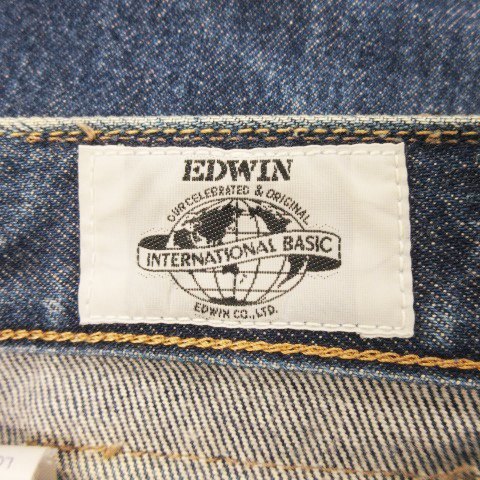 EDWIN
OUR CELEBRATED & ORIGINAL
INTERNATIONAL BASIC
EDWIN CO., LTD.